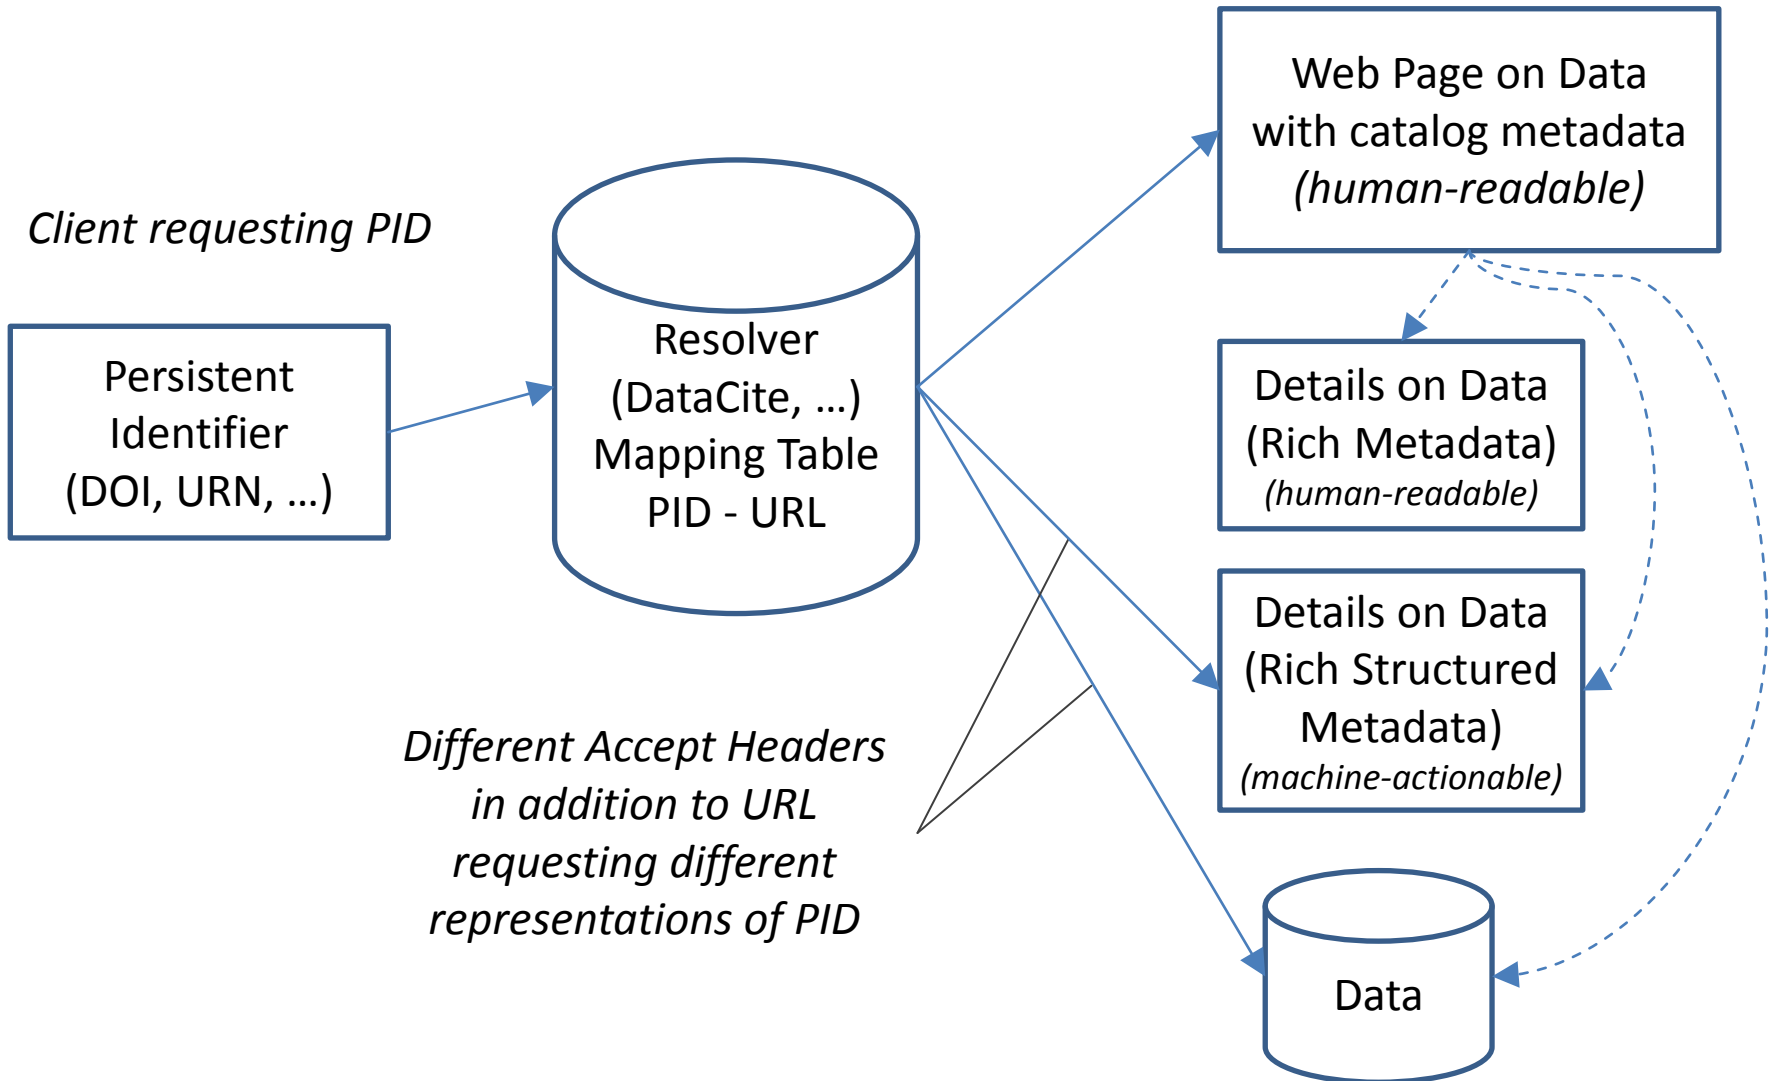 Client requesting PID
Persistent
Identifier
(DOI, URN, …)
Resolver
(DataCite, …)
Mapping Table
PID - URL
Different Accept Headers
in addition to URL
requesting different
representations of PID
Web Page on Data
with catalog metadata
(human-readable)
Details on Data
(Rich Metadata)
(human-readable)
Details on Data
(Rich Structured
Metadata)
(machine-actionable)
Data